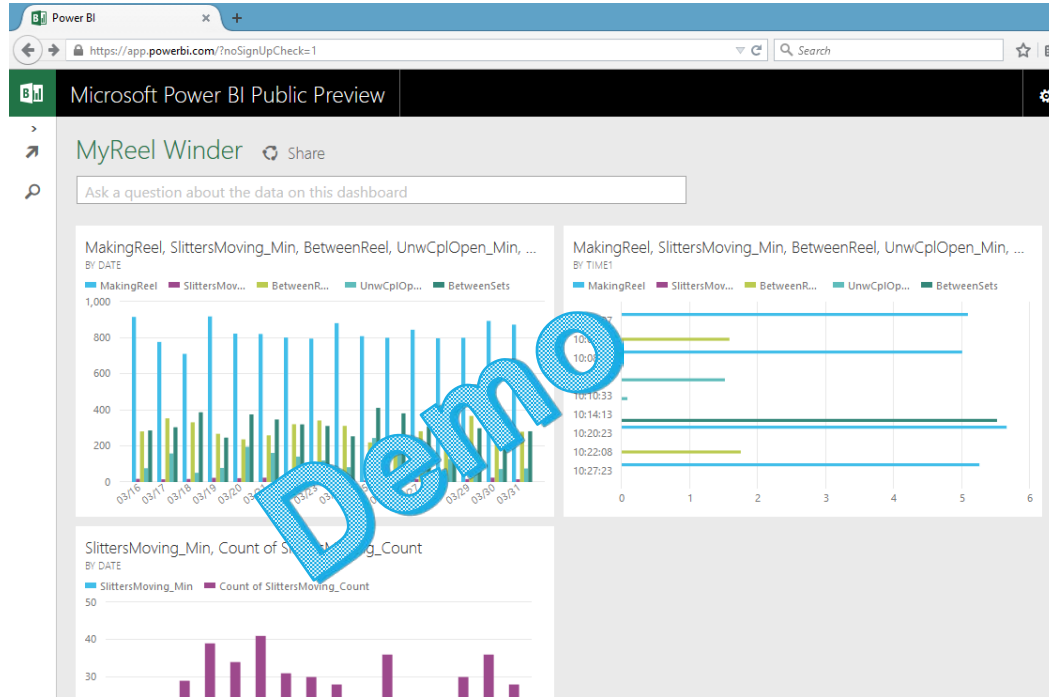 Power BI
https://app.powerbi.com/?noSignUpCheck=1
Search
Microsoft Power BI Public Preview
MyReel Winder
Share
Ask a question about the data on this dashboard
MakingReel, SlittersMoving_Min, BetweenReel, UnwCplOpen_Min, ...
BY DATE
MakingReel SlittersMov... BetweenR... UnwCplOp... BetweenSets
1,000
800
600
400
200
0
03/16 03/17 03/18 03/19 03/20 03/23 03/29 03/30 03/31
MakingReel, SlittersMoving_Min, BetweenReel, UnwCplOpen_Min, ...
BY TIME1
MakingReel SlittersMov... BetweenR... UnwCplOp... BetweenSets
10:10:33
10:14:13
10:20:23
10:22:08
10:27:23
0 1 2 3 4 5 6
Demo
SlittersMoving_Min, Count of SlittersMoving_Count
BY DATE
SlittersMoving_Min Count of SlittersMoving_Count
50
40
30